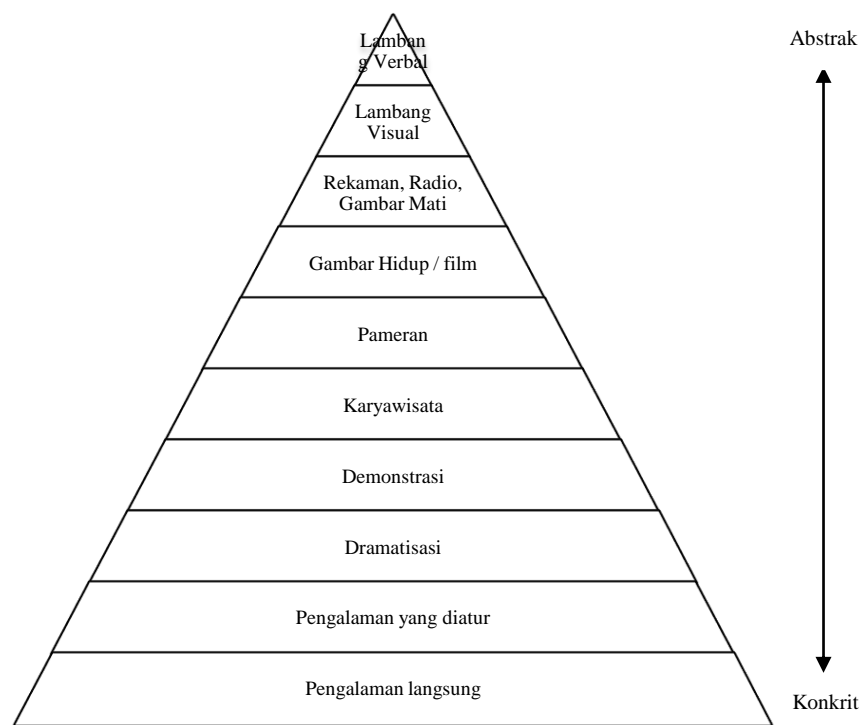 Lamban
g Verbal
Abstrak
Lambang
Visual
Rekaman, Radio,
Gambar Mati
Gambar Hidup / film
Pameran
Karyawisata
Demonstrasi
Dramatisasi
Pengalaman yang diatur
Pengalaman langsung
Konkrit